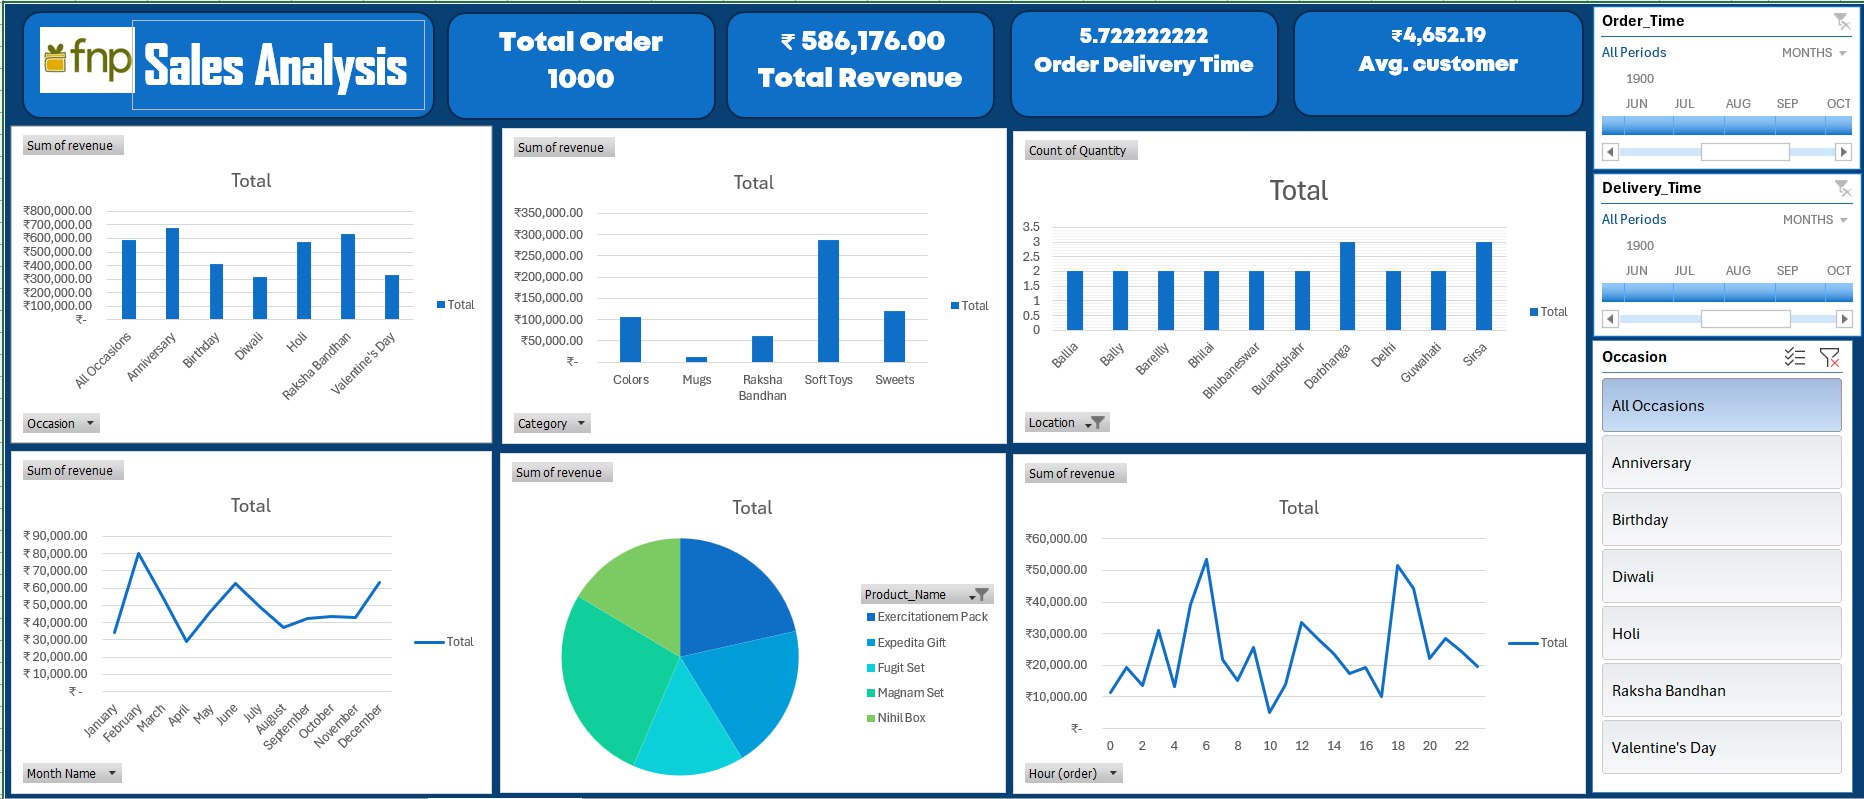 fnp
Sales Analysis
Total Order
1000
₹ 586,176.00
Total Revenue
5.722222222
Order Delivery Time
₹4,652.19
Avg. customer
Order_Time
All Periods
MONTHS
1900
JUN JUL AUG SEP OCT
Delivery_Time
All Periods
MONTHS
1900
JUN JUL AUG SEP OCT
Occasion
All Occasions
Anniversary
Birthday
Diwali
Holi
Raksha Bandhan
Valentine's Day
Sum of revenue
Total
₹800,000.00
₹700,000.00
₹600,000.00
₹500,000.00
₹400,000.00
₹300,000.00
₹200,000.00
₹100,000.00
₹-
All Occasions
Anniversary
Birthday
Diwali
Holi
Raksha Bandhan
Valentine's Day
Total
Occasion
Sum of revenue
Total
₹350,000.00
₹300,000.00
₹250,000.00
₹200,000.00
₹150,000.00
₹100,000.00
₹50,000.00
₹-
Colors
Mugs
Raksha
Bandhan
Soft Toys
Sweets
Total
Category
Count of Quantity
Total
3.5
3
2.5
2
1.5
1
0.5
0
Ballia
Bally
Bareilly
Bhilai
Bhubaneswar
Bulandshahr
Darbhanga
Delhi
Guwahati
Sirsa
Total
Location
Sum of revenue
Total
₹90,000.00
₹80,000.00
₹70,000.00
₹60,000.00
₹50,000.00
₹40,000.00
₹30,000.00
₹20,000.00
₹10,000.00
₹-
January
February
March
April
May
June
July
August
September
October
November
December
Total
Month Name
Sum of revenue
Total
Product_Name
Exercitationem Pack
Expedita Gift
Fugit Set
Magnam Set
Nihil Box
Sum of revenue
Total
₹60,000.00
₹50,000.00
₹40,000.00
₹30,000.00
₹20,000.00
₹10,000.00
₹-
0 2 4 6 8 10 12 14 16 18 20 22
Total
Hour (order)